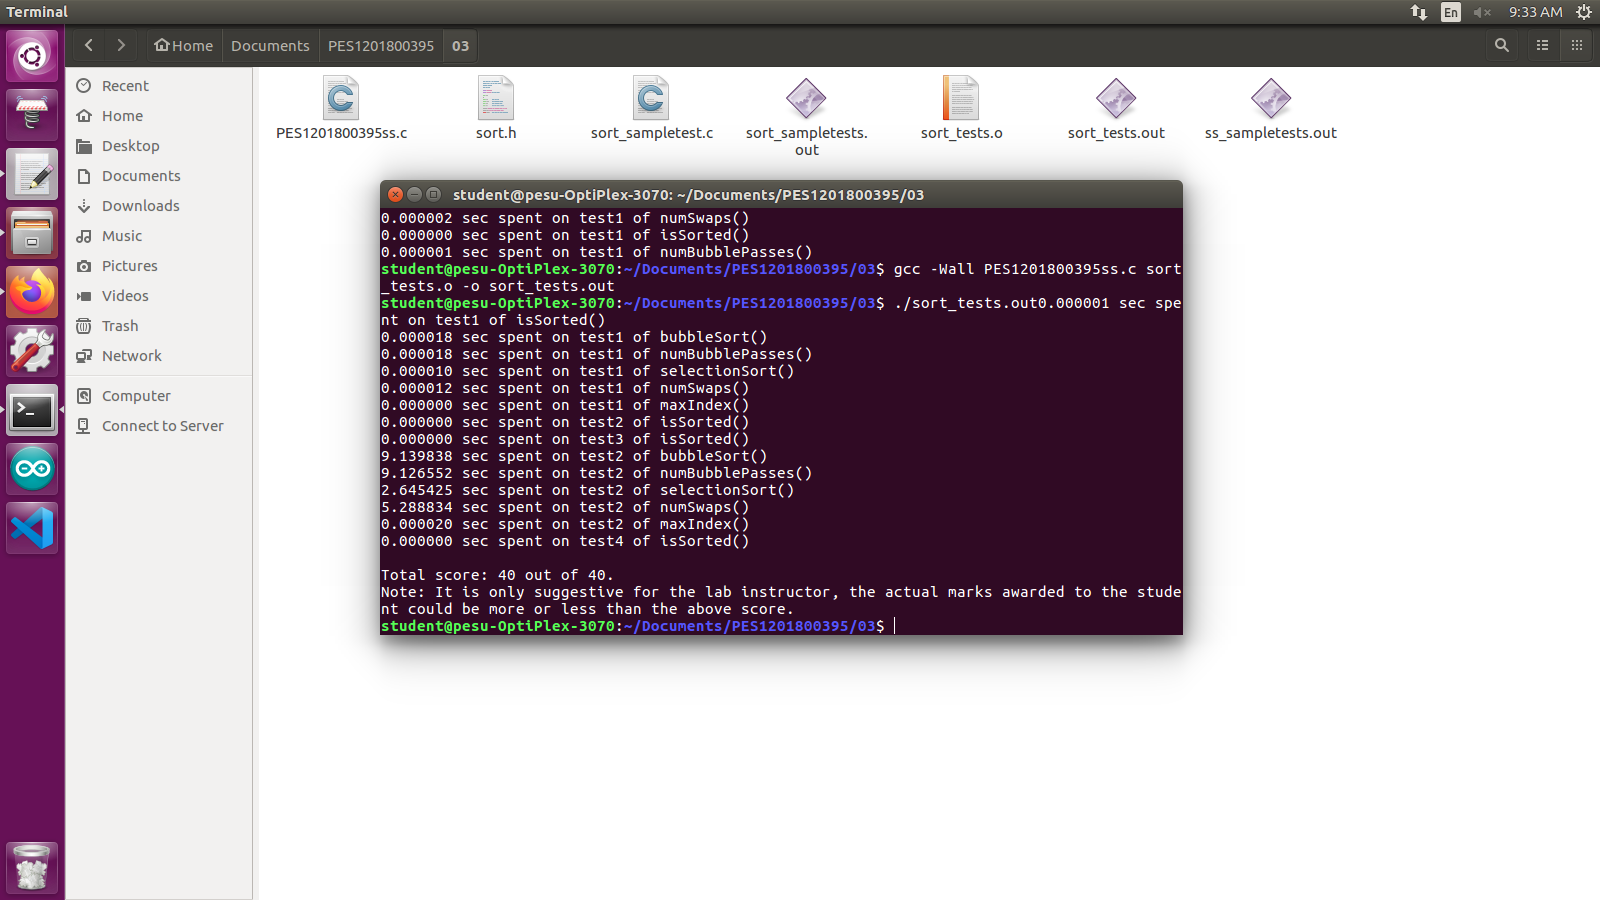 Terminal
En
9:33 AM
Home
Documents
PES1201800395
03
Recent
Home
Desktop
Documents
Downloads
Music
Pictures
Videos
Trash
Network
Computer
Connect to Server
PES1201800395ss.c
sort.h
sort_sampletest.c
sort_sampletests.
out
sort_tests.o
sort_tests.out
ss_sampletests.out
student@pesu-OptiPlex-3070: ~/Documents/PES1201800395/03
0.000002 sec spent on test1 of numSwaps()
0.000000 sec spent on test1 of isSorted()
0.000001 sec spent on test1 of numBubblePasses()
student@pesu-OptiPlex-3070:~/Documents/PES1201800395/03$ gcc -Wall PES1201800395ss.c sort
_tests.o -o sort_tests.out
student@pesu-OptiPlex-3070:~/Documents/PES1201800395/03$ ./sort_tests.out0.000001 sec spe
nt on test1 of isSorted()
0.000018 sec spent on test1 of bubbleSort()
0.000018 sec spent on test1 of numBubblePasses()
0.000010 sec spent on test1 of selectionSort()
0.000012 sec spent on test1 of numSwaps()
0.000000 sec spent on test1 of maxIndex()
0.000000 sec spent on test2 of isSorted()
0.000000 sec spent on test3 of isSorted()
9.139838 sec spent on test2 of bubbleSort()
9.126552 sec spent on test2 of numBubblePasses()
2.645425 sec spent on test2 of selectionSort()
5.288834 sec spent on test2 of numSwaps()
0.000020 sec spent on test2 of maxIndex()
0.000000 sec spent on test4 of isSorted()
Total score: 40 out of 40.
Note: It is only suggestive for the lab instructor, the actual marks awarded to the stude
nt could be more or less than the above score.
student@pesu-OptiPlex-3070:~/Documents/PES1201800395/03$